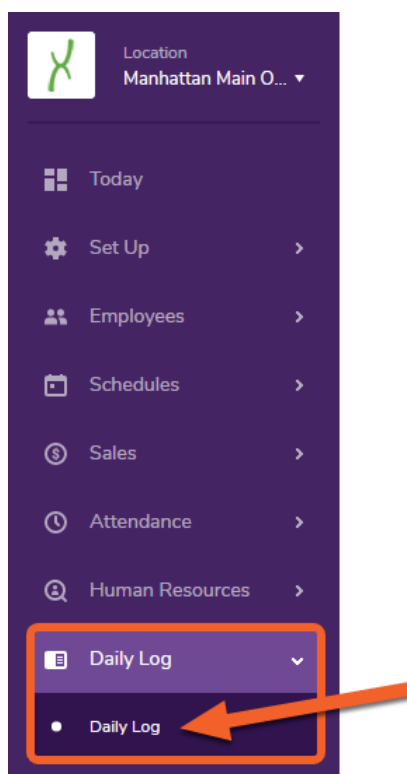 Location
Manhattan Main O...
Today
Set Up
Employees
Schedules
Sales
Attendance
Human Resources
Daily Log
Daily Log